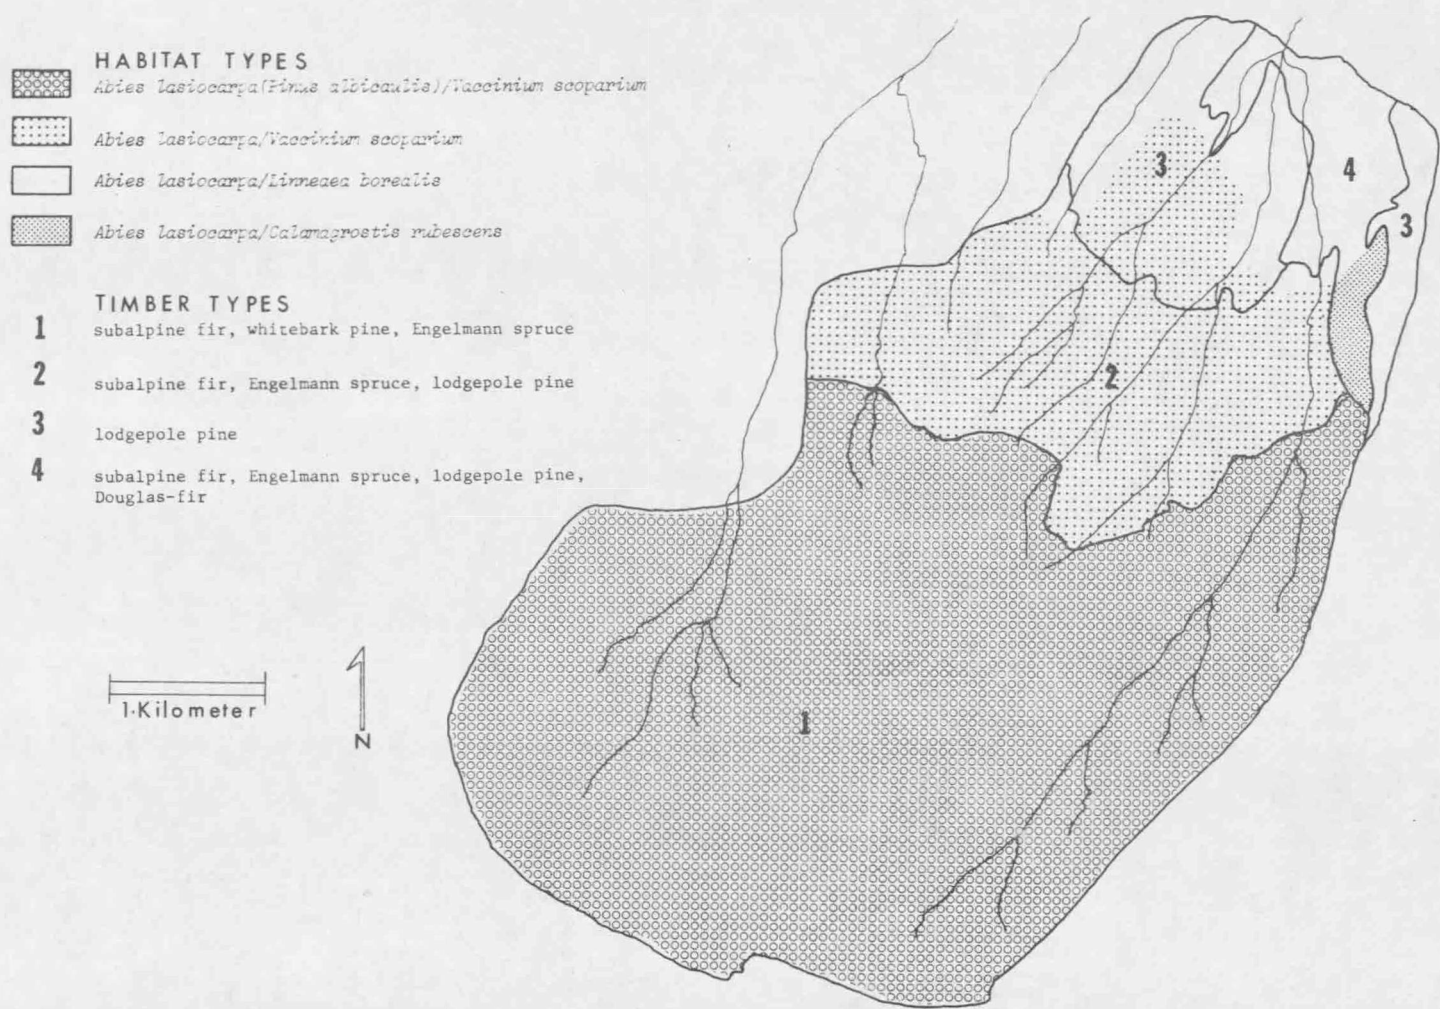 HABITAT TYPES
Abies lasiocarpa(Pinus albicaulis)/Vaccinium scoparium
Abies lasiocarpa/Vaccinium scoparium
Abies lasiocarpa/Linneaea borealis
Abies lasiocarpa/Calamagrostis rubescens
TIMBER TYPES
1 subalpine fir, whitebark pine, Engelmann spruce
2 subalpine fir, Engelmann spruce, lodgepole pine
3 lodgepole pine
4 subalpine fir, Engelmann spruce, lodgepole pine,
Douglas-fir
1·Kilometer
N
3
4
3
2
1